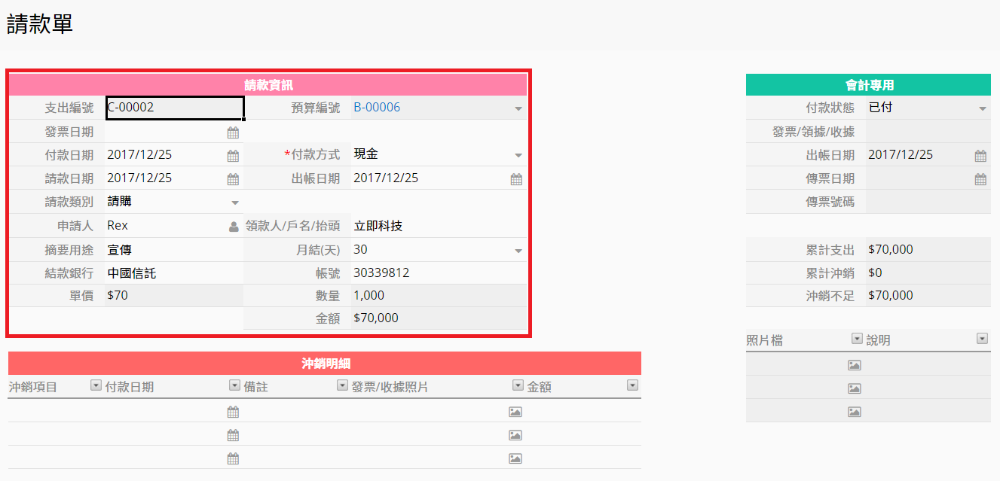 請款單
請款資訊
支出編號 C-00002 預算編號 B-00006
發票日期
付款日期 2017/12/25 *付款方式 現金
請款日期 2017/12/25 出帳日期 2017/12/25
請款類別 請購
申請人 Rex 領款人/戶名/抬頭 立即科技
摘要用途 宣傳 月結(天) 30
結款銀行 中國信託 帳號 30339812
單價 $70 數量 1,000
金額 $70,000
沖銷明細
沖銷項目 付款日期 備註 發票/收據照片 金額
會計專用
付款狀態 已付
發票/領據/收據
出帳日期 2017/12/25
傳票日期
傳票號碼
累計支出 $70,000
累計沖銷 $0
沖銷不足 $70,000
照片檔 說明